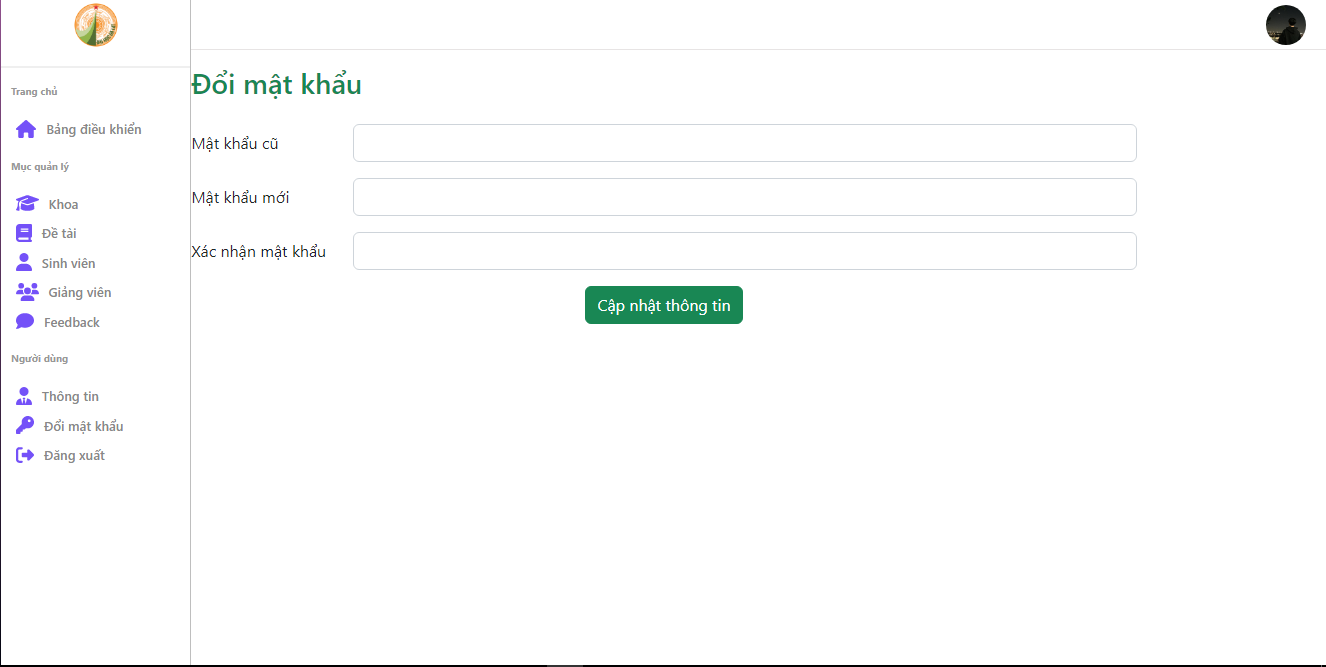 Trang chủ
Bảng điều khiển
Mục quản lý
Khoa
Đề tài
Sinh viên
Giảng viên
Feedback
Người dùng
Thông tin
Đổi mật khẩu
Đăng xuất
Đổi mật khẩu
Mật khẩu cũ
Mật khẩu mới
Xác nhận mật khẩu
Cập nhật thông tin